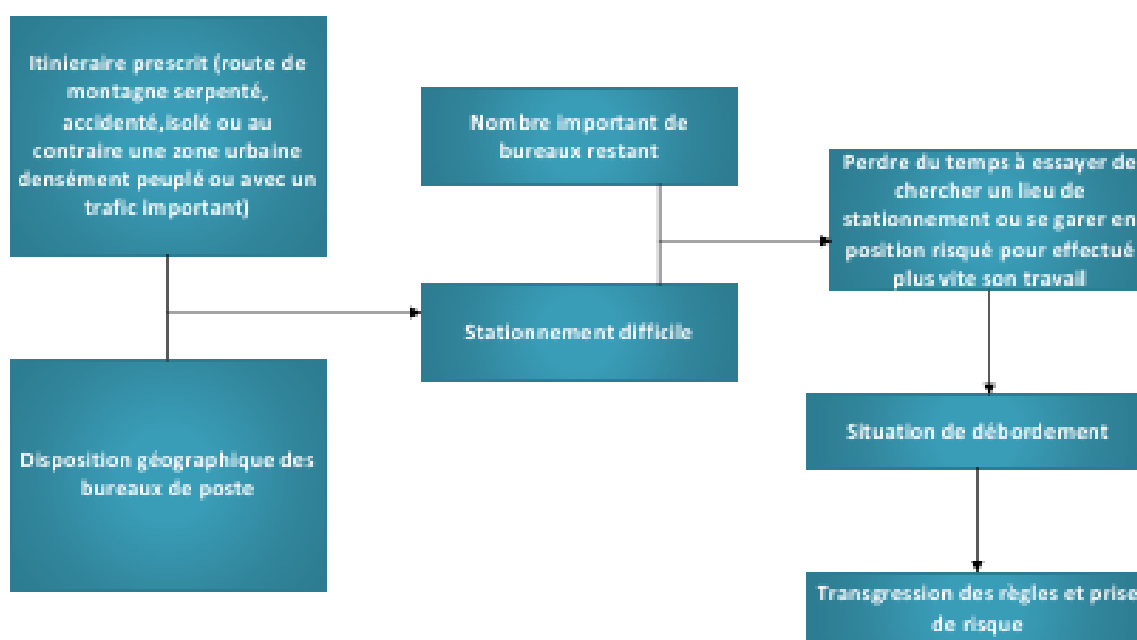 Itinieraire prescrit (route de
montagne serpenté,
accidenté,isolé ou au
contraire une zone urbaine
densément peuplé ou avec un
trafic important)
Disposition géographique des
bureaux de poste
Nombre important de
bureaux restant
Stationnement difficile
Perdre du temps à essayer de
chercher un lieu de
stationnement ou se garer en
position risqué pour effectué
plus vite son travail
Situation de débordement
Transgression des règles et prise
de risque